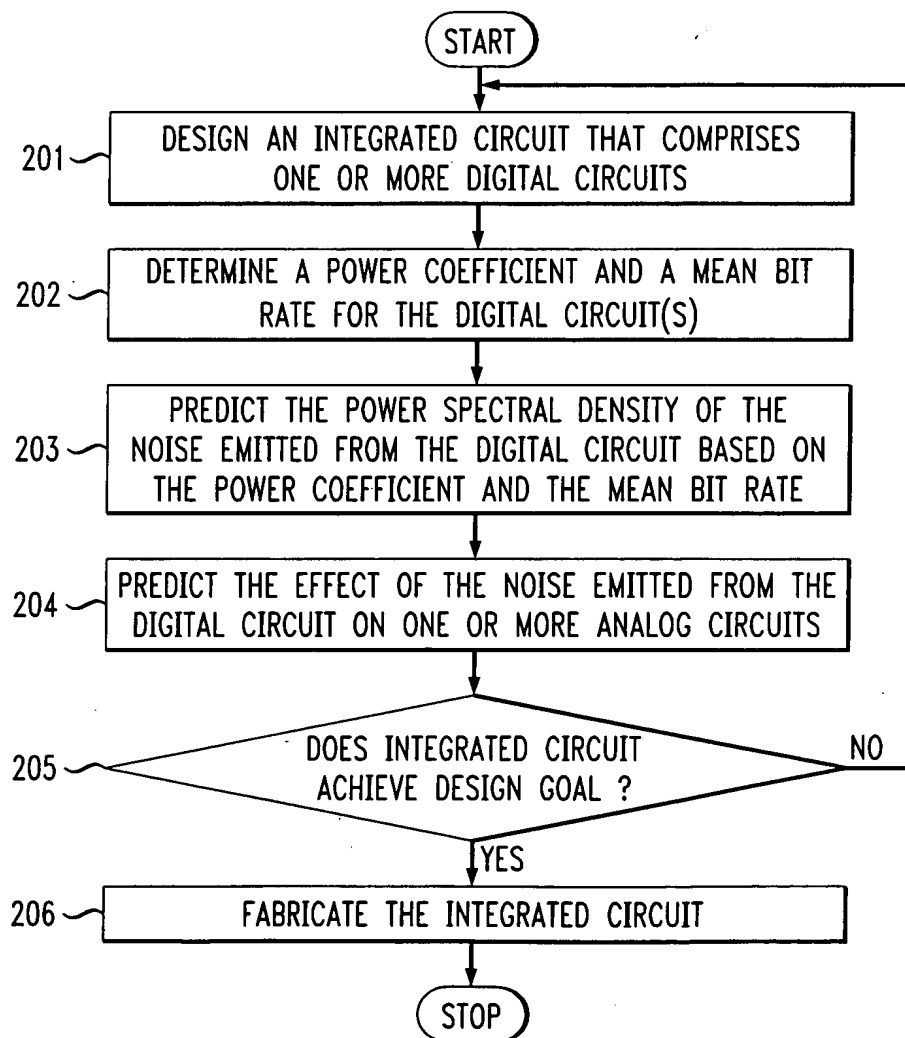 START
201
DESIGN AN INTEGRATED CIRCUIT THAT COMPRISES
ONE OR MORE DIGITAL CIRCUITS
202
DETERMINE A POWER COEFFICIENT AND A MEAN BIT
RATE FOR THE DIGITAL CIRCUIT(S)
203
PREDICT THE POWER SPECTRAL DENSITY OF THE
NOISE EMITTED FROM THE DIGITAL CIRCUIT BASED ON
THE POWER COEFFICIENT AND THE MEAN BIT RATE
204
PREDICT THE EFFECT OF THE NOISE EMITTED FROM THE
DIGITAL CIRCUIT ON ONE OR MORE ANALOG CIRCUITS
205
DOES INTEGRATED CIRCUIT
ACHIEVE DESIGN GOAL ?
NO
YES
206
FABRICATE THE INTEGRATED CIRCUIT
STOP